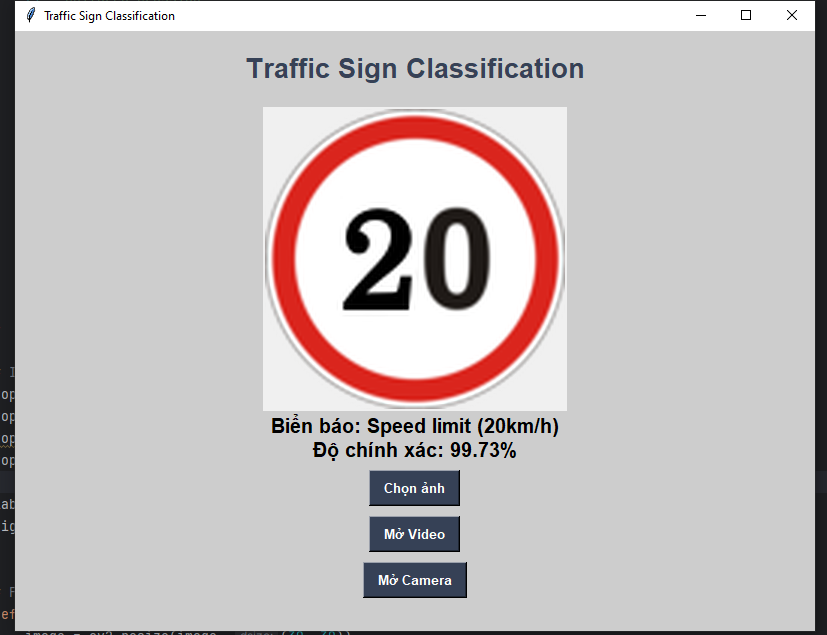 Traffic Sign Classification
Traffic Sign Classification
20
Biển báo: Speed limit (20km/h)
Độ chính xác: 99.73%
Chọn ảnh
Mở Video
Mở Camera